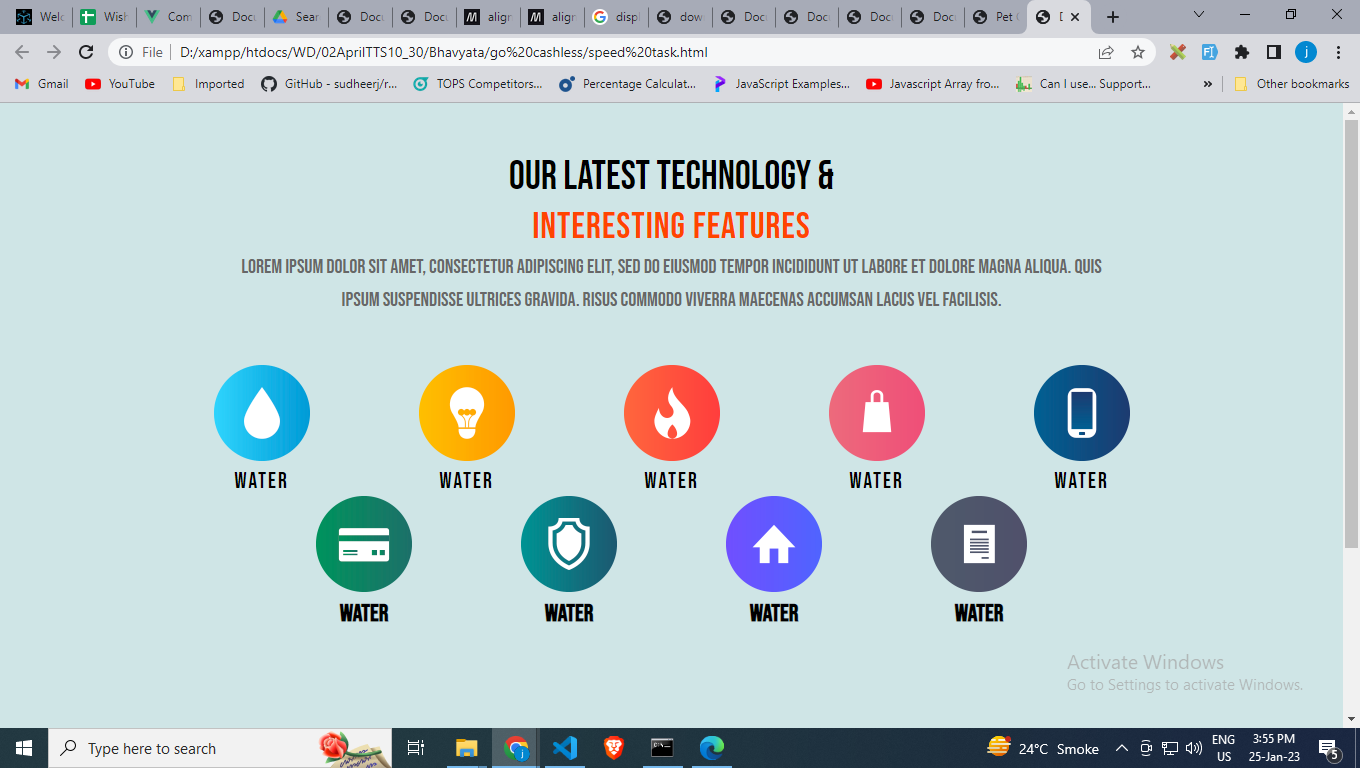 Welc
Wish
Com
Docu
Sear
Docu
Docu
align
align
displ
dow
Doc
Doc
Doc
Doc
Pet
D
File D:/xampp/htdocs/WD/02AprilTTS10_30/Bhavyata/go%20cashless/speed%20task.html
j
Gmail YouTube Imported GitHub - sudheerj/r... TOPS Competitors... Percentage Calculat... JavaScript Examples... Javascript Array fro... Can I use... Support... » Other bookmarks
OUR LATEST TECHNOLOGY &
INTERESTING FEATURES
LOREM IPSUM DOLOR SIT AMET, CONSECTETUR ADIPISCING ELIT, SED DO EIUSMOD TEMPOR INCIDIDUNT UT LABORE ET DOLORE MAGNA ALIQUA. QUIS
IPSUM SUSPENDISSE ULTRICES GRAVIDA. RISUS COMMODO VIVERRA MAECENAS ACCUMSAN LACUS VEL FACILISIS.
WATER WATER WATER WATER WATER
WATER WATER WATER WATER
Activate Windows
Go to Settings to activate Windows.
Type here to search
24°C Smoke
ENG
US
3:55 PM
25-Jan-23
5